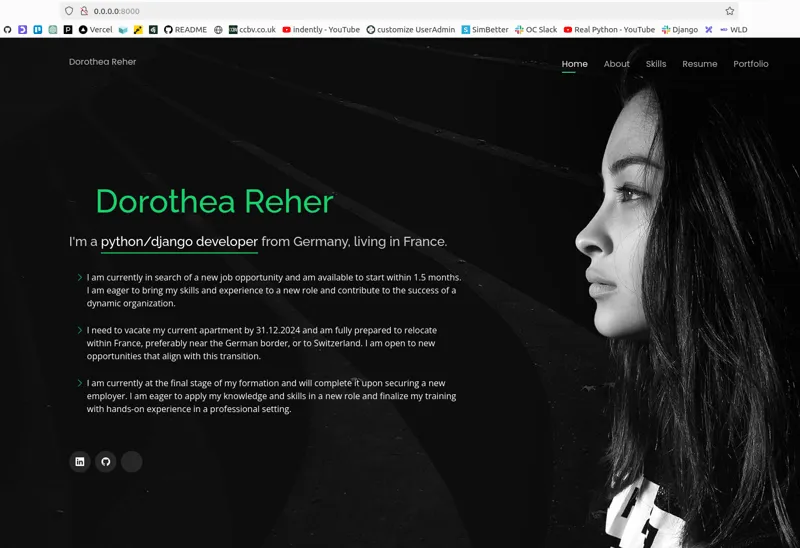 0.0.0.0:8000
Vercel README ccbv.co.uk indently - YouTube customize UserAdmin SimBetter OC Slack Real Python - YouTube Django WLD
Dorothea Reher
Home About Skills Resume Portfolio
Dorothea Reher
I'm a python/django developer from Germany, living in France.
I am currently in search of a new job opportunity and am available to start within 1.5 months.
I am eager to bring my skills and experience to a new role and contribute to the success of a
dynamic organization.
I need to vacate my current apartment by 31.12.2024 and am fully prepared to relocate
within France, preferably near the German border, or to Switzerland. I am open to new
opportunities that align with this transition.
I am currently at the final stage of my formation and will complete it upon securing a new
employer. I am eager to apply my knowledge and skills in a new role and finalize my training
with hands-on experience in a professional setting.